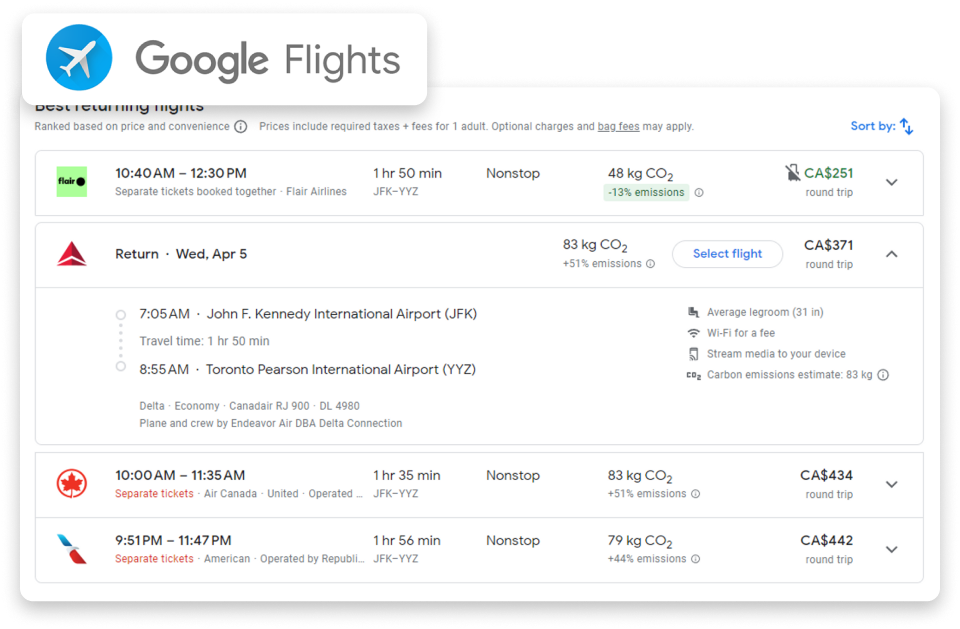 Google Flights
Best returning flights
Ranked based on price and convenience Prices include required taxes + fees for 1 adult. Optional charges and bag fees may apply.
Sort by:
flair
10:40 AM – 12:30 PM 1 hr 50 min Nonstop 48 kg CO2 CA$251
Separate tickets booked together · Flair Airlines JFK–YYZ -13% emissions round trip
Return · Wed, Apr 5 83 kg CO2 Select flight CA$371
+51% emissions round trip
7:05 AM · John F. Kennedy International Airport (JFK)
Travel time: 1 hr 50 min
8:55 AM · Toronto Pearson International Airport (YYZ)
Delta · Economy · Canadair RJ 900 · DL 4980
Plane and crew by Endeavor Air DBA Delta Connection
Average legroom (31 in)
Wi-Fi for a fee
Stream media to your device
CO2 Carbon emissions estimate: 83 kg
10:00 AM – 11:35 AM 1 hr 35 min Nonstop 83 kg CO2 CA$434
Separate tickets · Air Canada · United · Operated ... JFK–YYZ +51% emissions round trip
9:51 PM – 11:47 PM 1 hr 56 min Nonstop 79 kg CO2 CA$442
Separate tickets · American · Operated by Republi... JFK–YYZ +44% emissions round trip